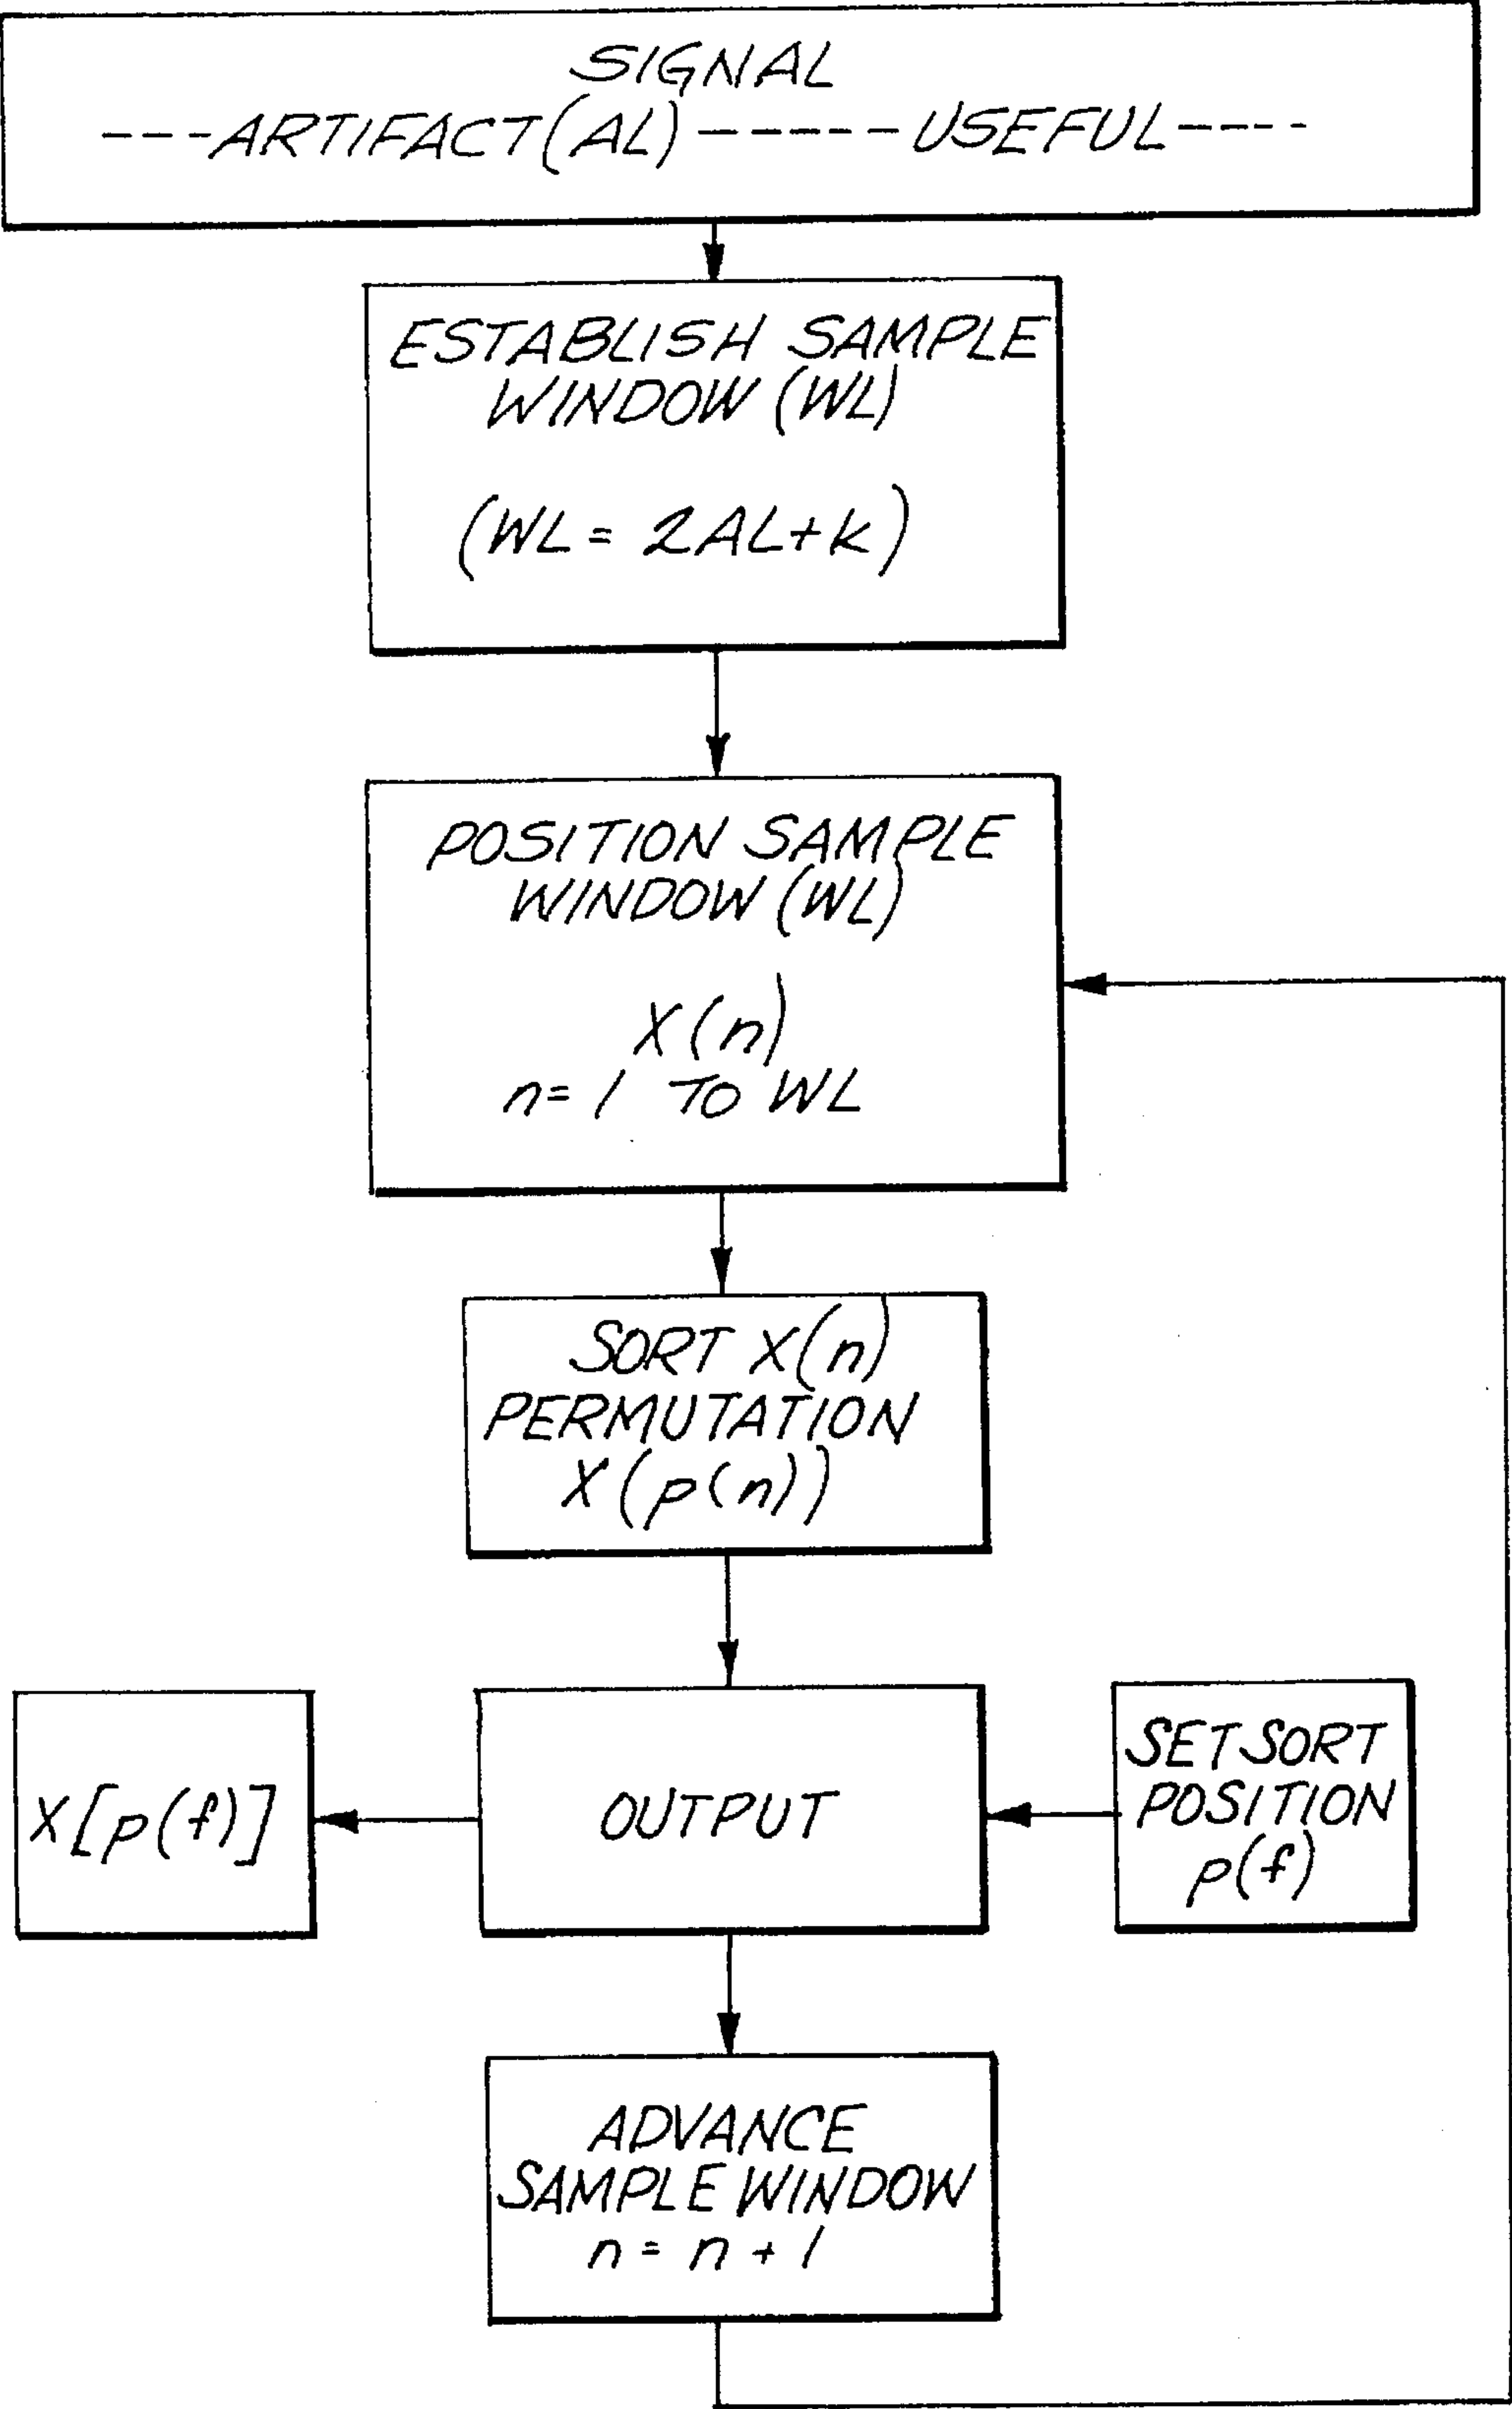 SIGNAL
---ARTIFACT(AL)------USEFUL----
ESTABLISH SAMPLE
WINDOW (WL)
(WL = 2AL+K)
POSITION SAMPLE
WINDOW (WL)
X(n)
n=1 TO WL
SORT X(n)
PERMUTATION
X(p(n))
X[p(f)]
OUTPUT
SET SORT
POSITION
p(f)
ADVANCE
SAMPLE WINDOW
n = n + 1